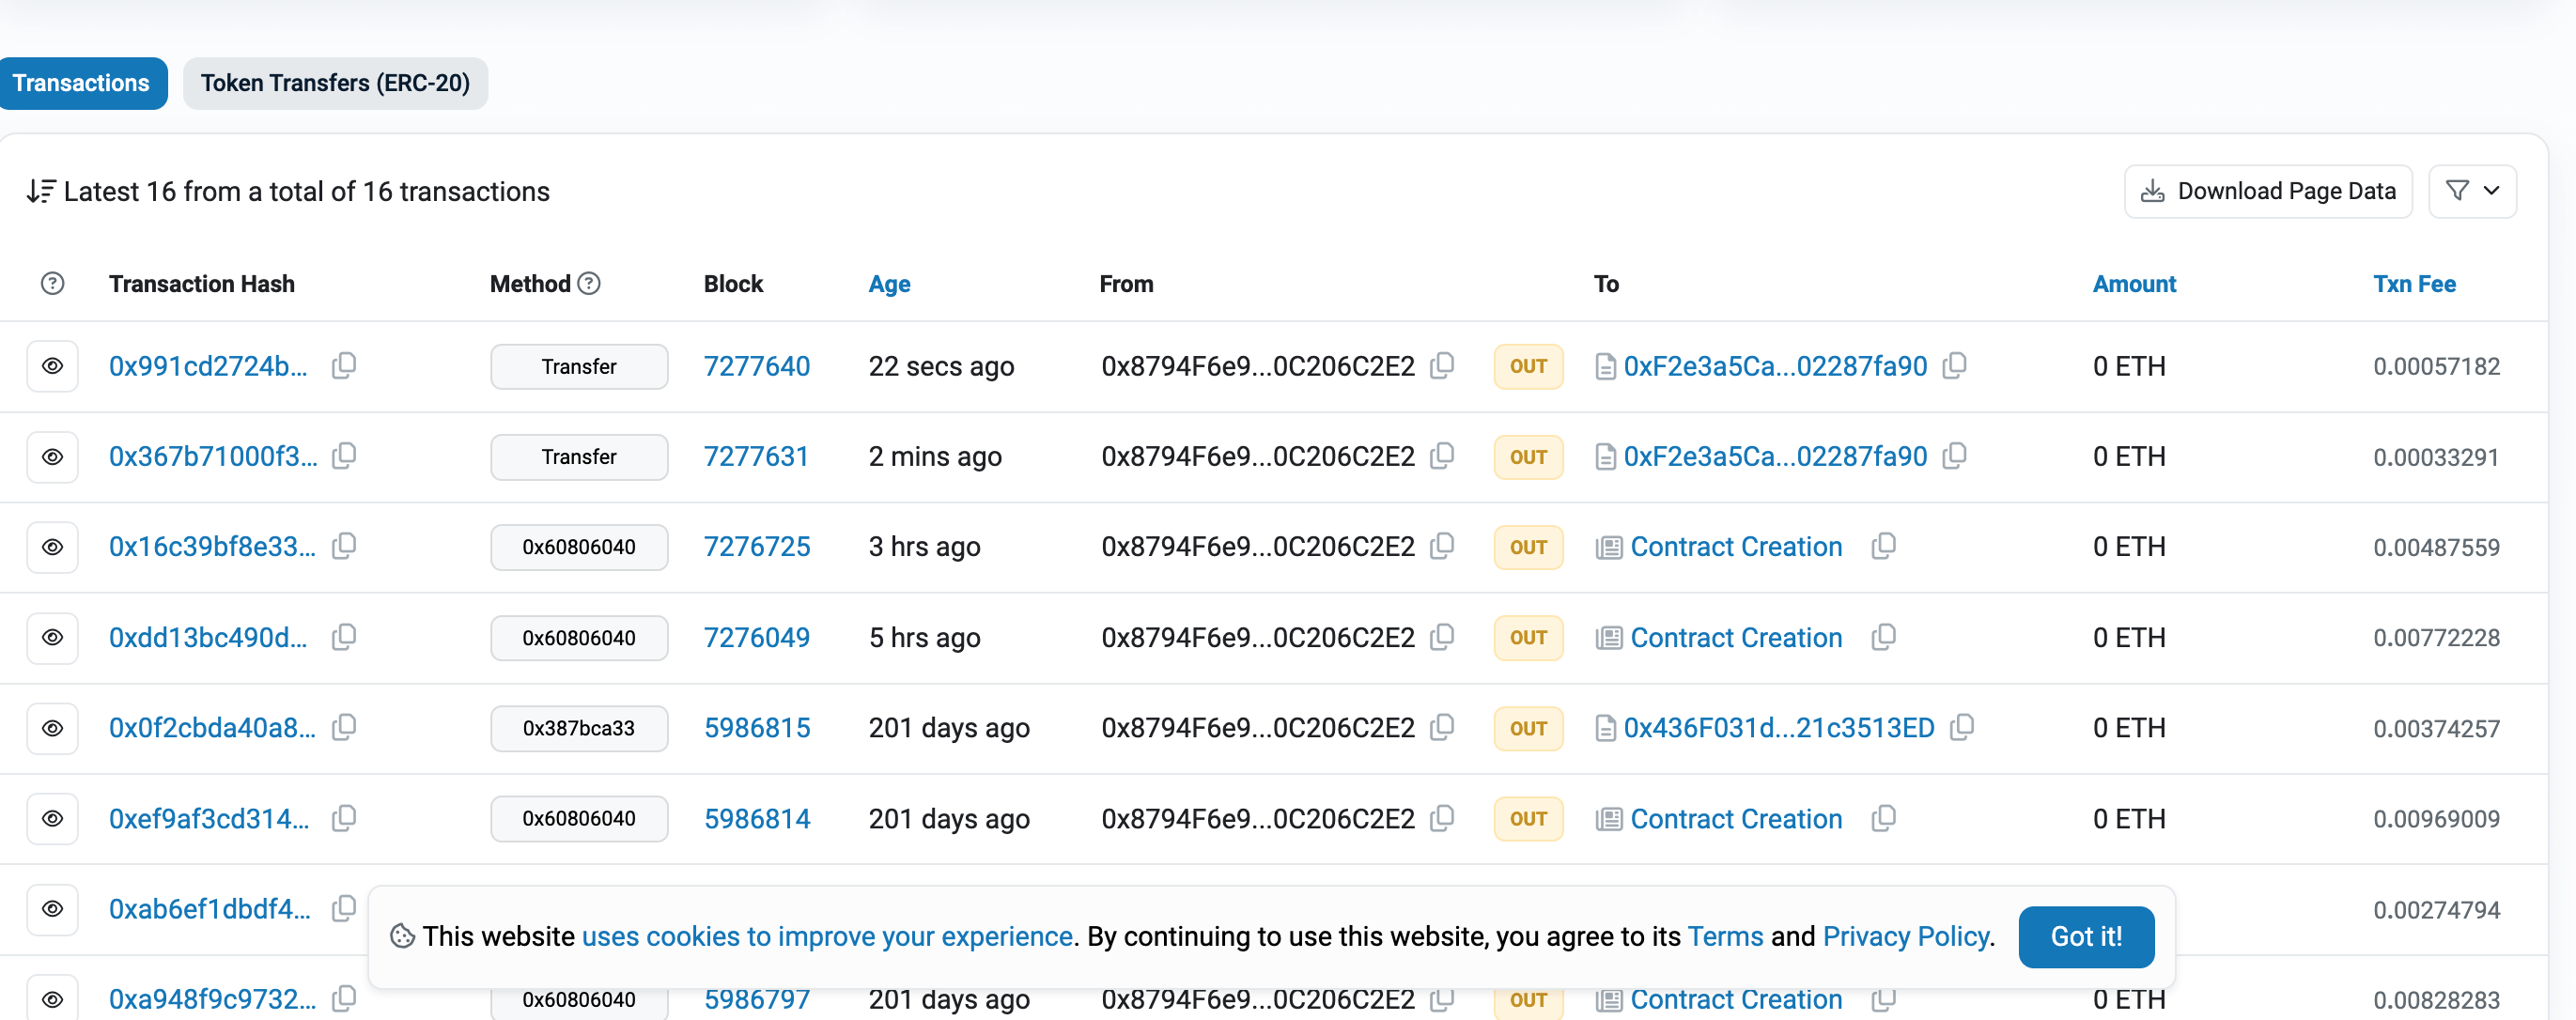 Transactions Token Transfers (ERC-20)
Latest 16 from a total of 16 transactions Download Page Data
Transaction Hash Method Block Age From To Amount Txn Fee
0x991cd2724b... Transfer 7277640 22 secs ago 0x8794F6e9...0C206C2E2 OUT 0xF2e3a5Ca...02287fa90 0 ETH 0.00057182
0x367b71000f3... Transfer 7277631 2 mins ago 0x8794F6e9...0C206C2E2 OUT 0xF2e3a5Ca...02287fa90 0 ETH 0.00033291
0x16c39bf8e33... 0x60806040 7276725 3 hrs ago 0x8794F6e9...0C206C2E2 OUT Contract Creation 0 ETH 0.00487559
0xdd13bc490d... 0x60806040 7276049 5 hrs ago 0x8794F6e9...0C206C2E2 OUT Contract Creation 0 ETH 0.00772228
0x0f2cbda40a8... 0x387bca33 5986815 201 days ago 0x8794F6e9...0C206C2E2 OUT 0x436F031d...21c3513ED 0 ETH 0.00374257
0xef9af3cd314... 0x60806040 5986814 201 days ago 0x8794F6e9...0C206C2E2 OUT Contract Creation 0 ETH 0.00969009
0xab6ef1dbdf4... 0.00274794
This website uses cookies to improve your experience. By continuing to use this website, you agree to its Terms and Privacy Policy. Got it!
0xa948f9c9732... 0x60806040 5986797 201 days ago 0x8794F6e9...0C206C2E2 OUT Contract Creation 0 ETH 0.00828283